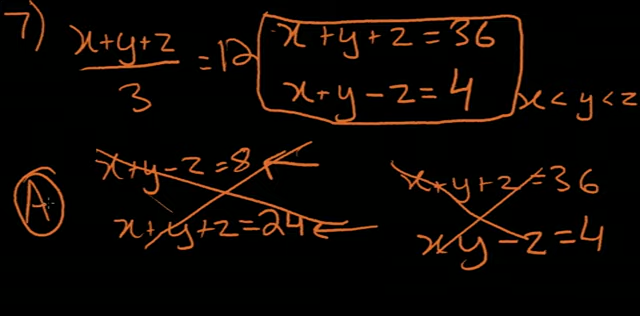 7)
x+y+z
3
=12
x+y+z=36
x+y-z=4
x<y<z
A
x+y-z=8
x+y+z=24
x+y+z=36
xy-z=4